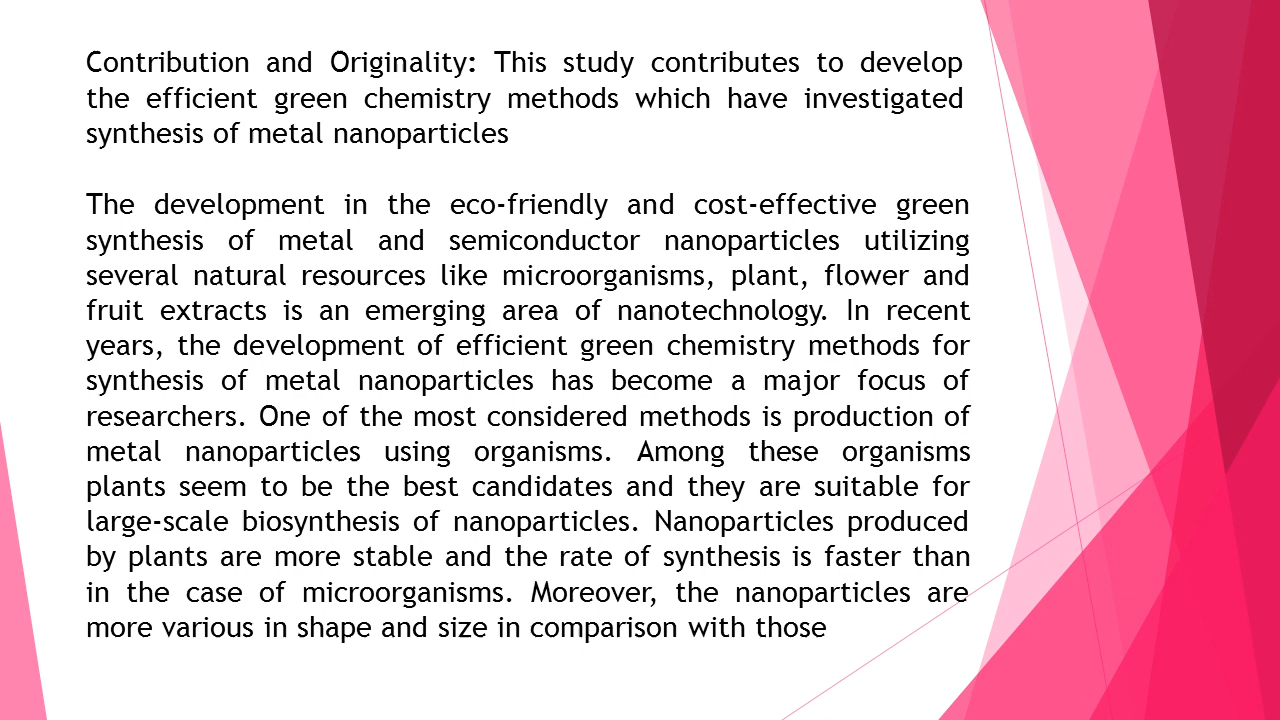 Contribution and Originality: This study contributes to develop
the efficient green chemistry methods which have investigated
synthesis of metal nanoparticles
The development in the eco-friendly and cost-effective green
synthesis of metal and semiconductor nanoparticles utilizing
several natural resources like microorganisms, plant, flower and
fruit extracts is an emerging area of nanotechnology. In recent
years, the development of efficient green chemistry methods for
synthesis of metal nanoparticles has become a major focus of
researchers. One of the most considered methods is production of
metal nanoparticles using organisms. Among these organisms
plants seem to be the best candidates and they are suitable for
large-scale biosynthesis of nanoparticles. Nanoparticles produced
by plants are more stable and the rate of synthesis is faster than
in the case of microorganisms. Moreover, the nanoparticles are
more various in shape and size in comparison with those